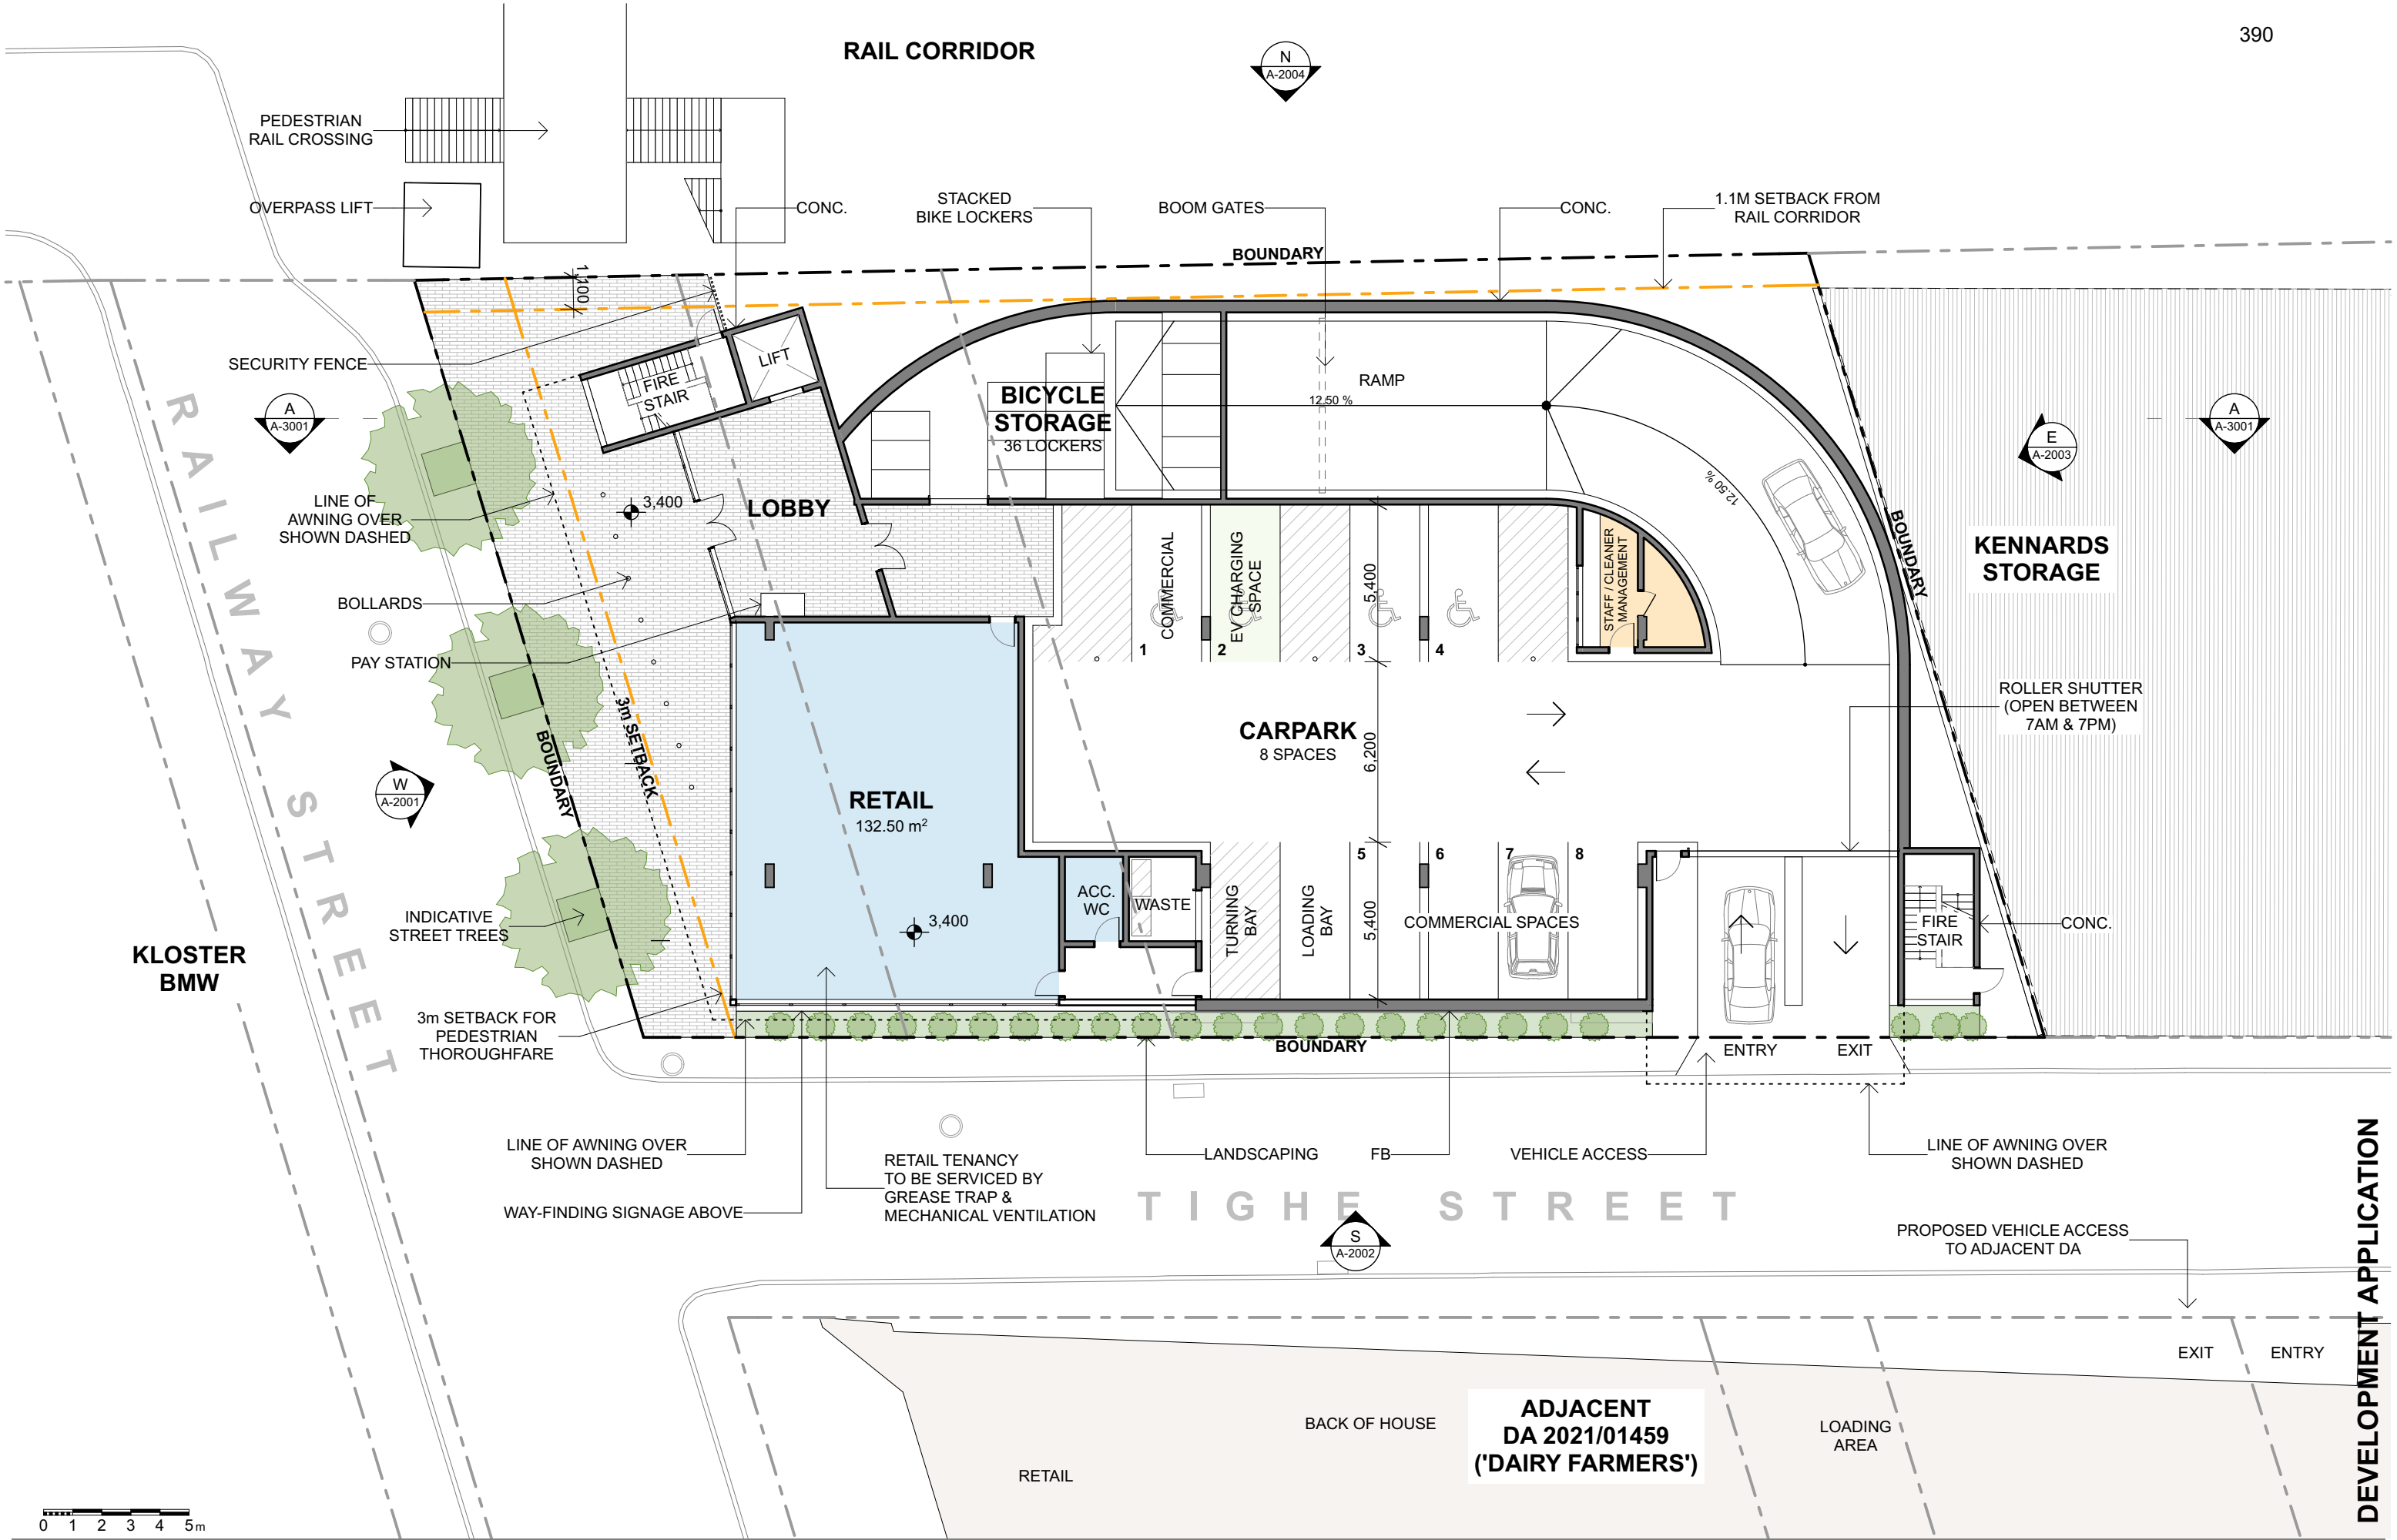 390
RAIL CORRIDOR
N
A-2004
PEDESTRIAN
RAIL CROSSING
OVERPASS LIFT
CONC.
STACKED
BIKE LOCKERS
BOOM GATES
CONC.
1.1M SETBACK FROM
RAIL CORRIDOR
BOUNDARY
1,100
SECURITY FENCE
LIFT
FIRE
STAIR
RAMP
12.50 %
BICYCLE
STORAGE
36 LOCKERS
A
A-3001
A
A-3001
E
A-2003
12.50 %
RAILWAY STREET
LINE OF
AWNING OVER
SHOWN DASHED
3,400
LOBBY
COMMERCIAL
EV CHARGING
SPACE
5,400
STAFF / CLEANER
MANAGEMENT
BOUNDARY
KENNARDS
STORAGE
BOLLARDS
PAY STATION
1
2
3
4
ROLLER SHUTTER
(OPEN BETWEEN
7AM & 7PM)
3m SETBACK
BOUNDARY
CARPARK
8 SPACES
6,200
W
A-2001
RETAIL
132.50 m²
5
6
7
8
ACC.
WC
WASTE
TURNING
BAY
LOADING
BAY
5,400
COMMERCIAL SPACES
FIRE
STAIR
CONC.
INDICATIVE
STREET TREES
3,400
KLOSTER
BMW
3m SETBACK FOR
PEDESTRIAN
THOROUGHFARE
BOUNDARY
ENTRY
EXIT
LINE OF AWNING OVER
SHOWN DASHED
RETAIL TENANCY
TO BE SERVICED BY
GREASE TRAP &
MECHANICAL VENTILATION
LANDSCAPING
FB
VEHICLE ACCESS
LINE OF AWNING OVER
SHOWN DASHED
WAY-FINDING SIGNAGE ABOVE
TIGHE STREET
S
A-2002
PROPOSED VEHICLE ACCESS
TO ADJACENT DA
EXIT
ENTRY
BACK OF HOUSE
ADJACENT
DA 2021/01459
('DAIRY FARMERS')
LOADING
AREA
RETAIL
DEVELOPMENT APPLICATION
0 1 2 3 4 5 m